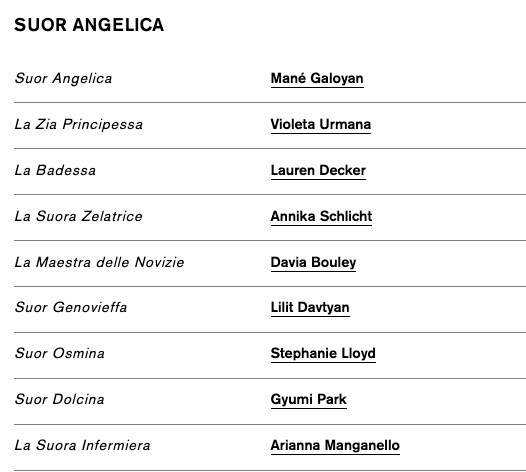 SUOR ANGELICA
Suor Angelica Mané Galoyan
La Zia Principessa Violeta Urmana
La Badessa Lauren Decker
La Suora Zelatrice Annika Schlicht
La Maestra delle Novizie Davia Bouley
Suor Genovieffa Lilit Davtyan
Suor Osmina Stephanie Lloyd
Suor Dolcina Gyumi Park
La Suora Infermiera Arianna Manganello